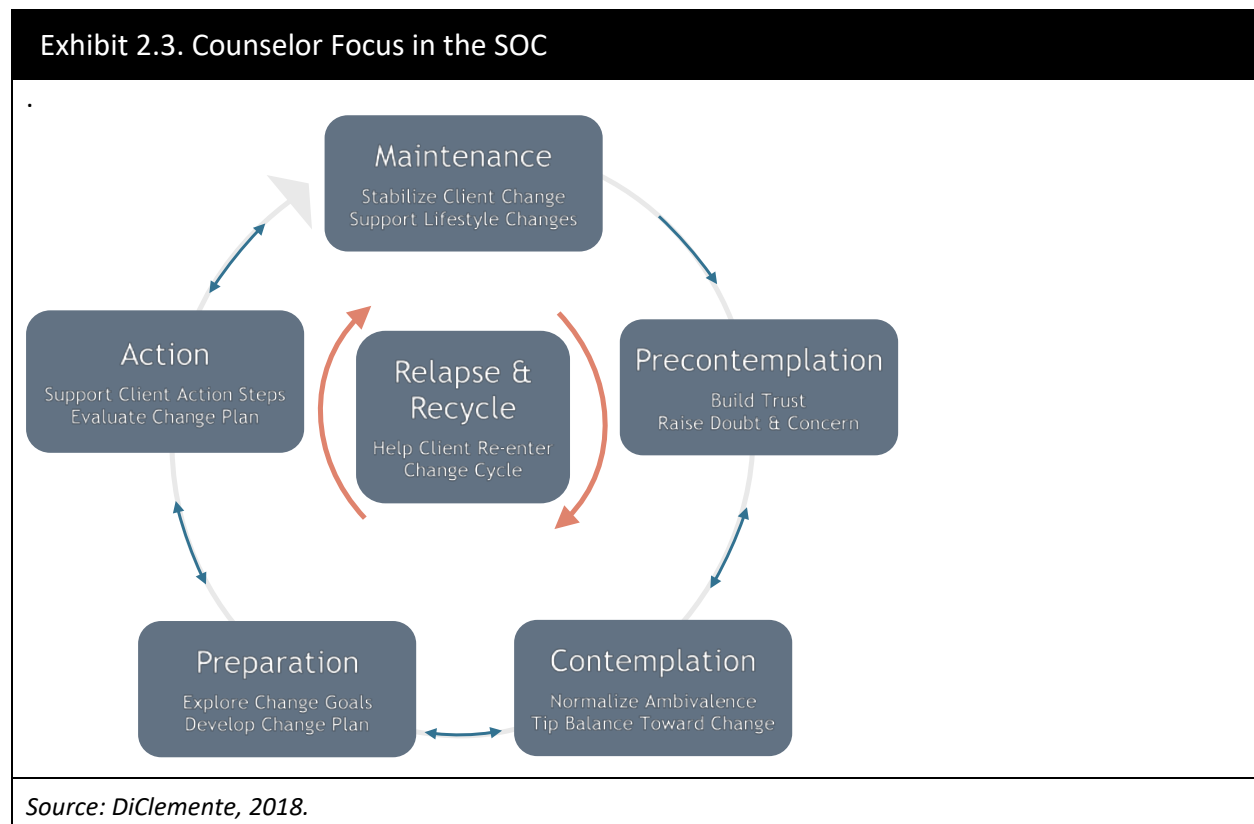 Exhibit 2.3. Counselor Focus in the SOC
.
Maintenance
Stabilize Client Change
Support Lifestyle Changes
Action
Support Client Action Steps
Evaluate Change Plan
Relapse &
Recycle
Help Client Re-enter
Change Cycle
Precontemplation
Build Trust
Raise Doubt & Concern
Preparation
Explore Change Goals
Develop Change Plan
Contemplation
Normalize Ambivalence
Tip Balance Toward Change
Source: DiClemente, 2018.